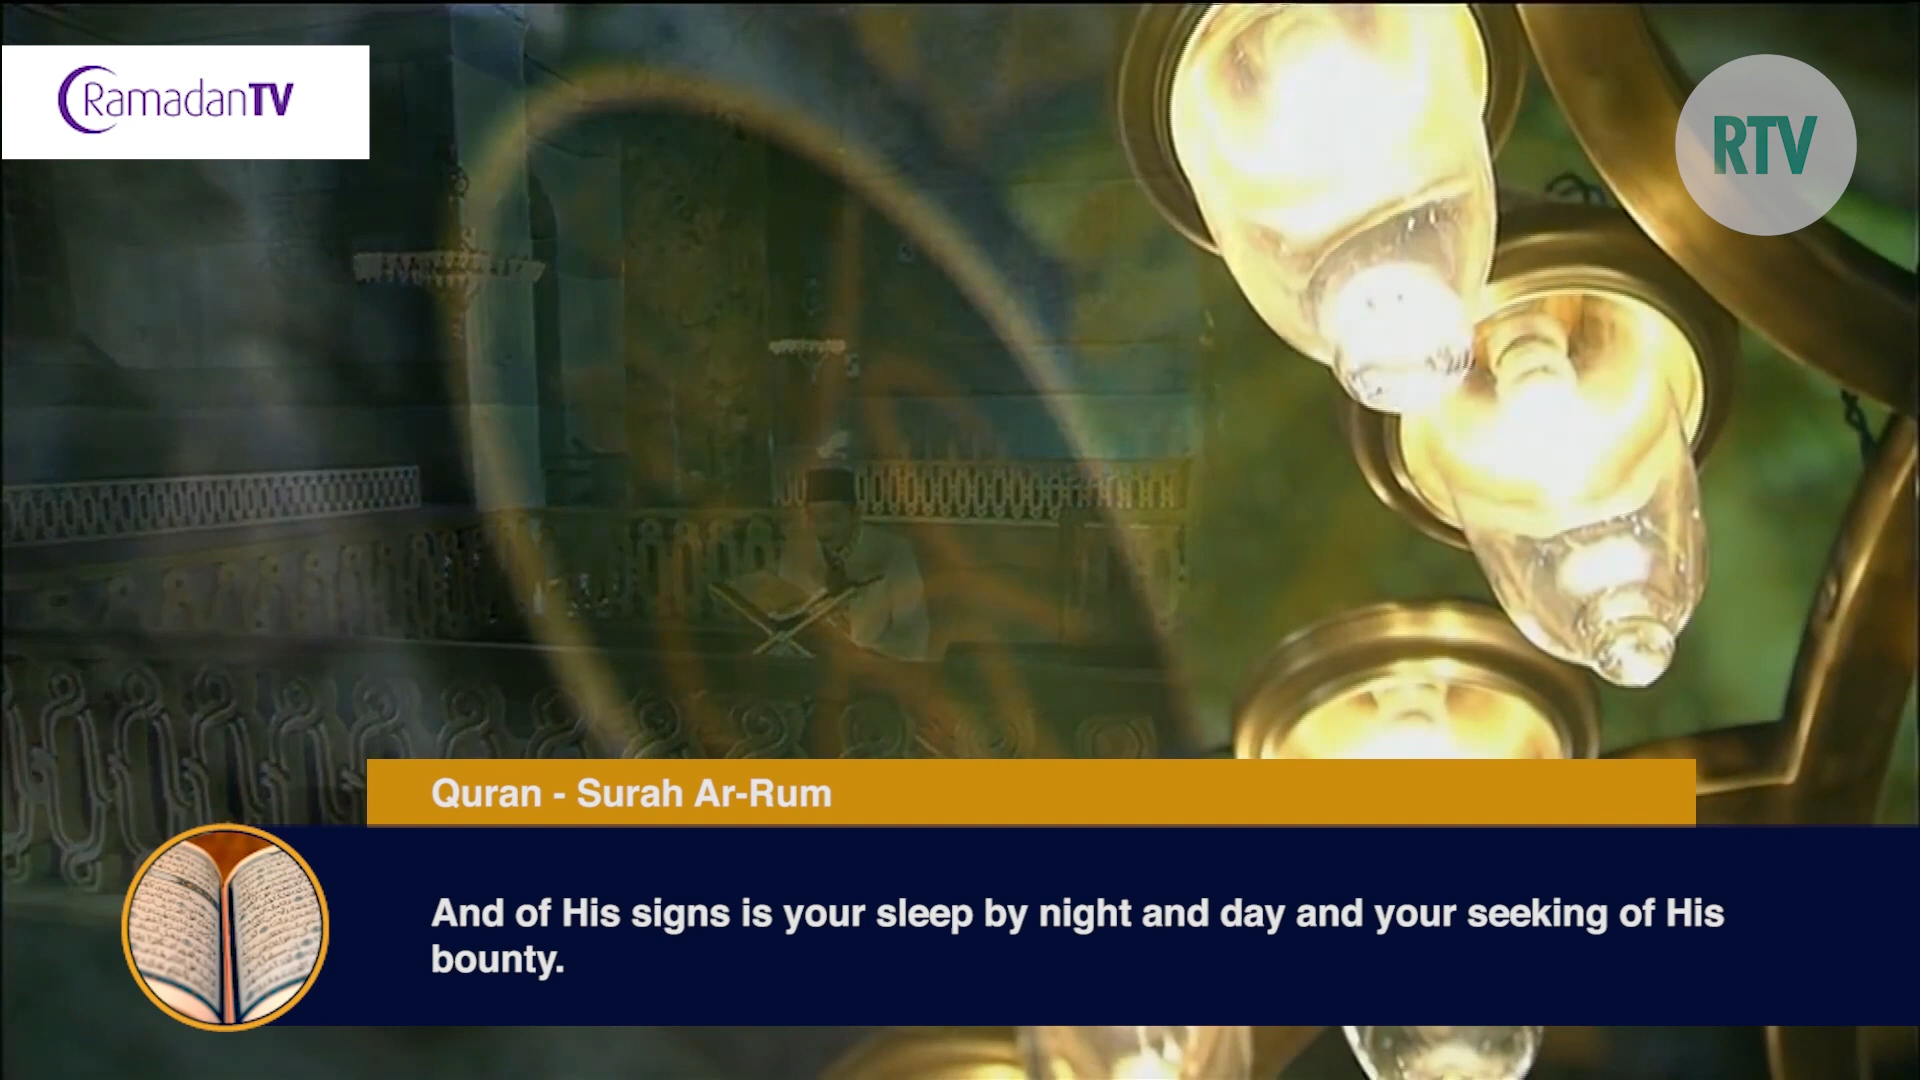 RamadanTV
RTV
Quran - Surah Ar-Rum
And of His signs is your sleep by night and day and your seeking of His
bounty.